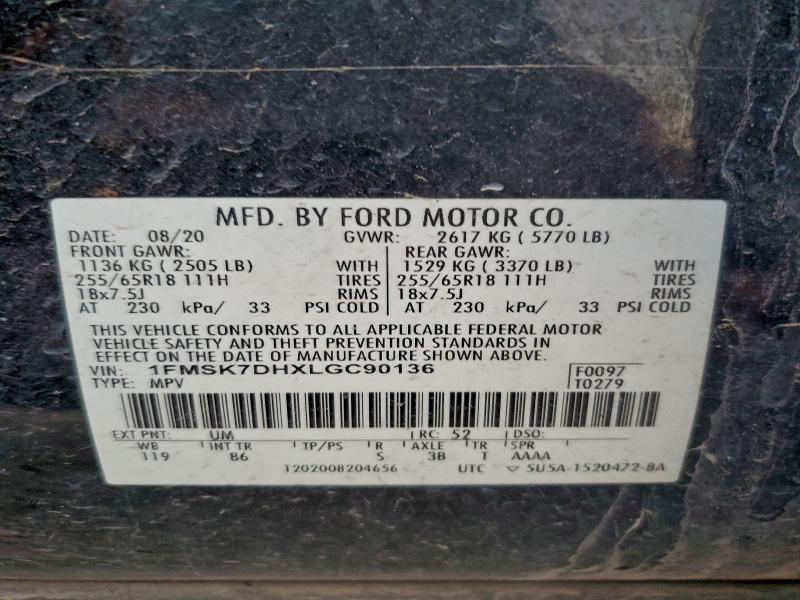 MFD. BY FORD MOTOR CO.
DATE: 08/20 GVWR: 2617 KG ( 5770 LB)
FRONT GAWR: REAR GAWR:
1136 KG ( 2505 LB) WITH 1529 KG ( 3370 LB) WITH
255/65R18 111H TIRES 255/65R18 111H TIRES
18x7.5J RIMS 18x7.5J RIMS
AT 230 kPa/ 33 PSI COLD AT 230 kPa/ 33 PSI COLD
THIS VEHICLE CONFORMS TO ALL APPLICABLE FEDERAL MOTOR
VEHICLE SAFETY AND THEFT PREVENTION STANDARDS IN
EFFECT ON THE DATE OF MANUFACTURE SHOWN ABOVE.
VIN: 1FMSK7DHXLGC90136 F0097
TYPE: MPV T0279
EXT PNT: UM RC: 52 DSO:
WB INT TR TP/PS R AXLE TR SPR
119 86 S 3B T AAAA
1202008204656 UTC 5U5A-1520472-8A